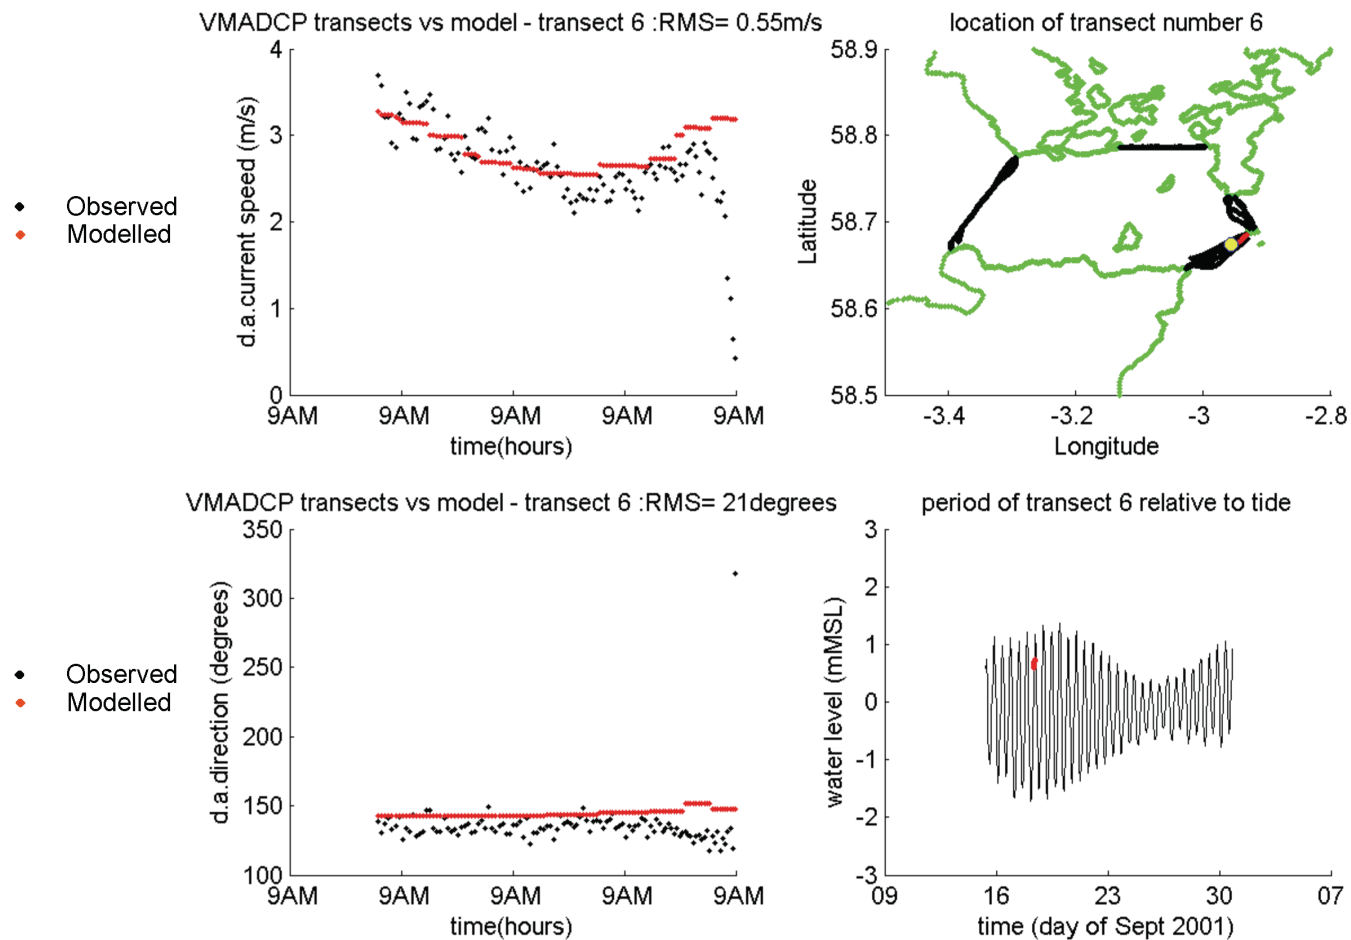 VMADCP transects vs model - transect 6 :RMS= 0.55m/s
4
3
2
1
0
d.a.current speed (m/s)
9AM 9AM 9AM 9AM 9AM
time(hours)
Observed
Modelled
location of transect number 6
58.9
58.8
58.7
58.6
58.5
Latitude
-3.4 -3.2 -3 -2.8
Longitude
VMADCP transects vs model - transect 6 :RMS= 21degrees
350
300
250
200
150
100
d.a.direction (degrees)
9AM 9AM 9AM 9AM 9AM
time(hours)
Observed
Modelled
period of transect 6 relative to tide
3
2
1
0
-1
-2
-3
water level (mMSL)
09 16 23 30 07
time (day of Sept 2001)